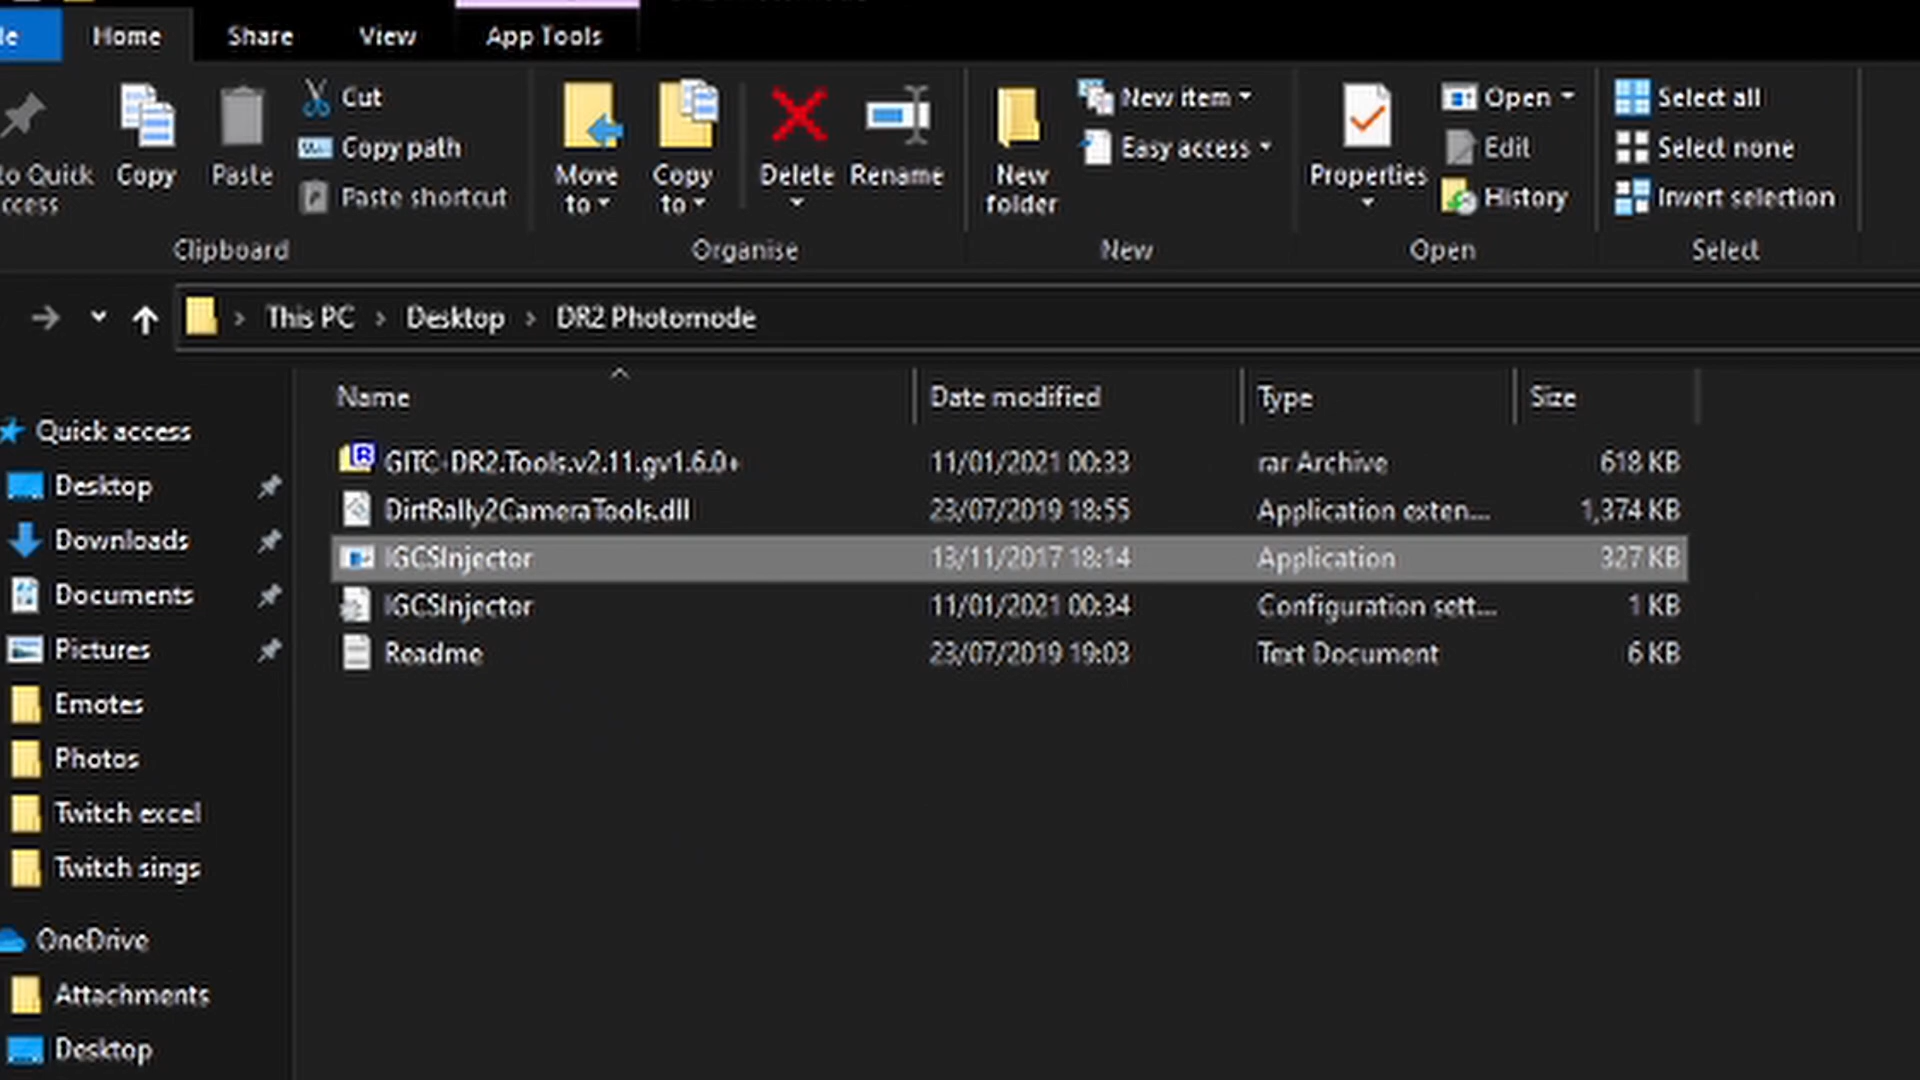 le Home Share View App Tools
to Quick
ccess
Copy
Paste
Cut
Copy path
Paste shortcut
Move
to
Copy
to
Delete
Rename
New
folder
New item
Easy access
Properties
Open
Edit
History
Select all
Select none
Invert selection
Clipboard Organise New Open Select
This PC > Desktop > DR2 Photomode
Name Date modified Type Size
GITC-DR2.Tools.v2.11.gv1.6.0+ 11/01/2021 00:33 rar Archive 618 KB
DirtRally2CameraTools.dll 23/07/2019 18:55 Application exten... 1,374 KB
IGCSInjector 13/11/2017 18:14 Application 327 KB
IGCSInjector 11/01/2021 00:34 Configuration sett... 1 KB
Readme 23/07/2019 19:03 Text Document 6 KB
Quick access
Desktop
Downloads
Documents
Pictures
Emotes
Photos
Twitch excel
Twitch sings
OneDrive
Attachments
Desktop